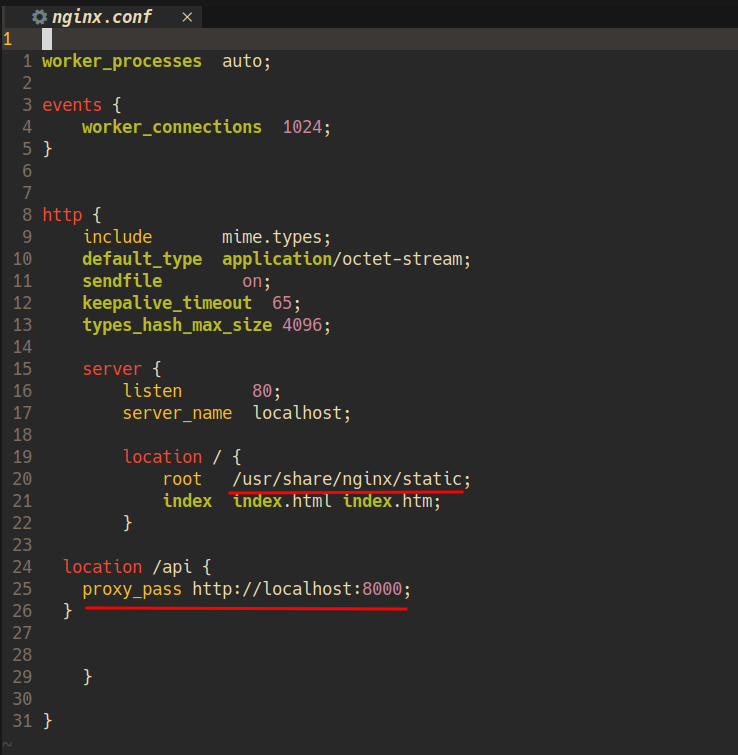 nginx.conf ×
1
1 worker_processes  auto;
2
3 events {
4     worker_connections  1024;
5 }
6
7
8 http {
9     include       mime.types;
10     default_type  application/octet-stream;
11     sendfile        on;
12     keepalive_timeout  65;
13     types_hash_max_size 4096;
14
15     server {
16         listen       80;
17         server_name  localhost;
18
19         location / {
20             root   /usr/share/nginx/static;
21             index  index.html index.htm;
22         }
23
24   location /api {
25     proxy_pass http://localhost:8000;
26   }
27
28
29     }
30
31 }
~